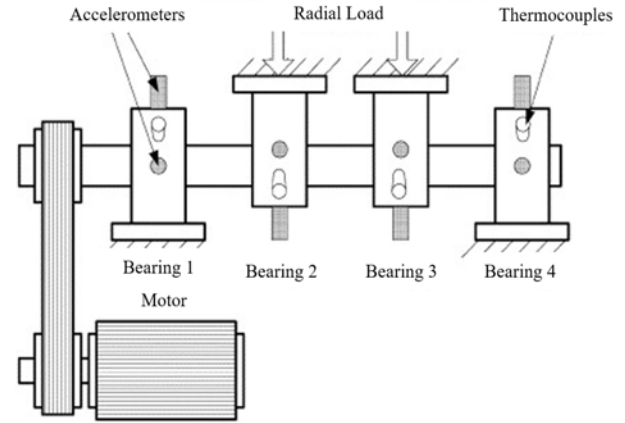 Accelerometers
Radial Load
Thermocouples
Bearing 1
Bearing 2
Bearing 3
Bearing 4
Motor